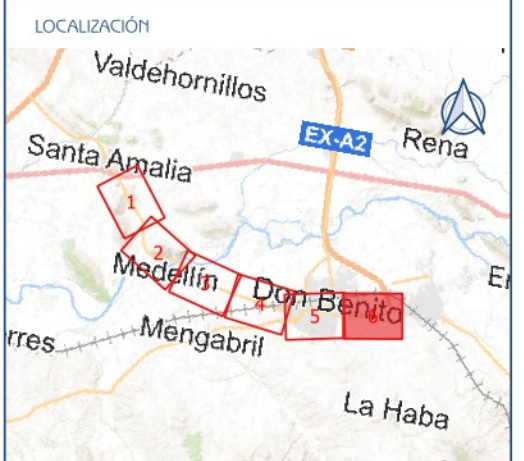 LOCALIZACIÓN
Valdehornillos
EX-A2
Rena
Santa Amalia
1
2
Medellín
3
Don Benito
4
5
6
Mengabril
rres
La Haba